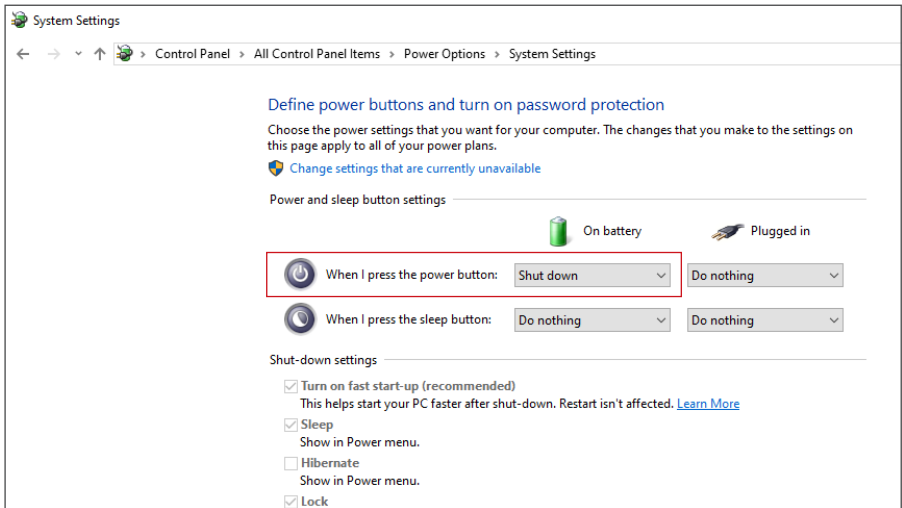 System Settings
Control Panel > All Control Panel Items > Power Options > System Settings
Define power buttons and turn on password protection
Choose the power settings that you want for your computer. The changes that you make to the settings on
this page apply to all of your power plans.
Change settings that are currently unavailable
Power and sleep button settings
On battery Plugged in
When I press the power button: Shut down Do nothing
When I press the sleep button: Do nothing Do nothing
Shut-down settings
Turn on fast start-up (recommended)
This helps start your PC faster after shut-down. Restart isn't affected. Learn More
Sleep
Show in Power menu.
Hibernate
Show in Power menu.
Lock